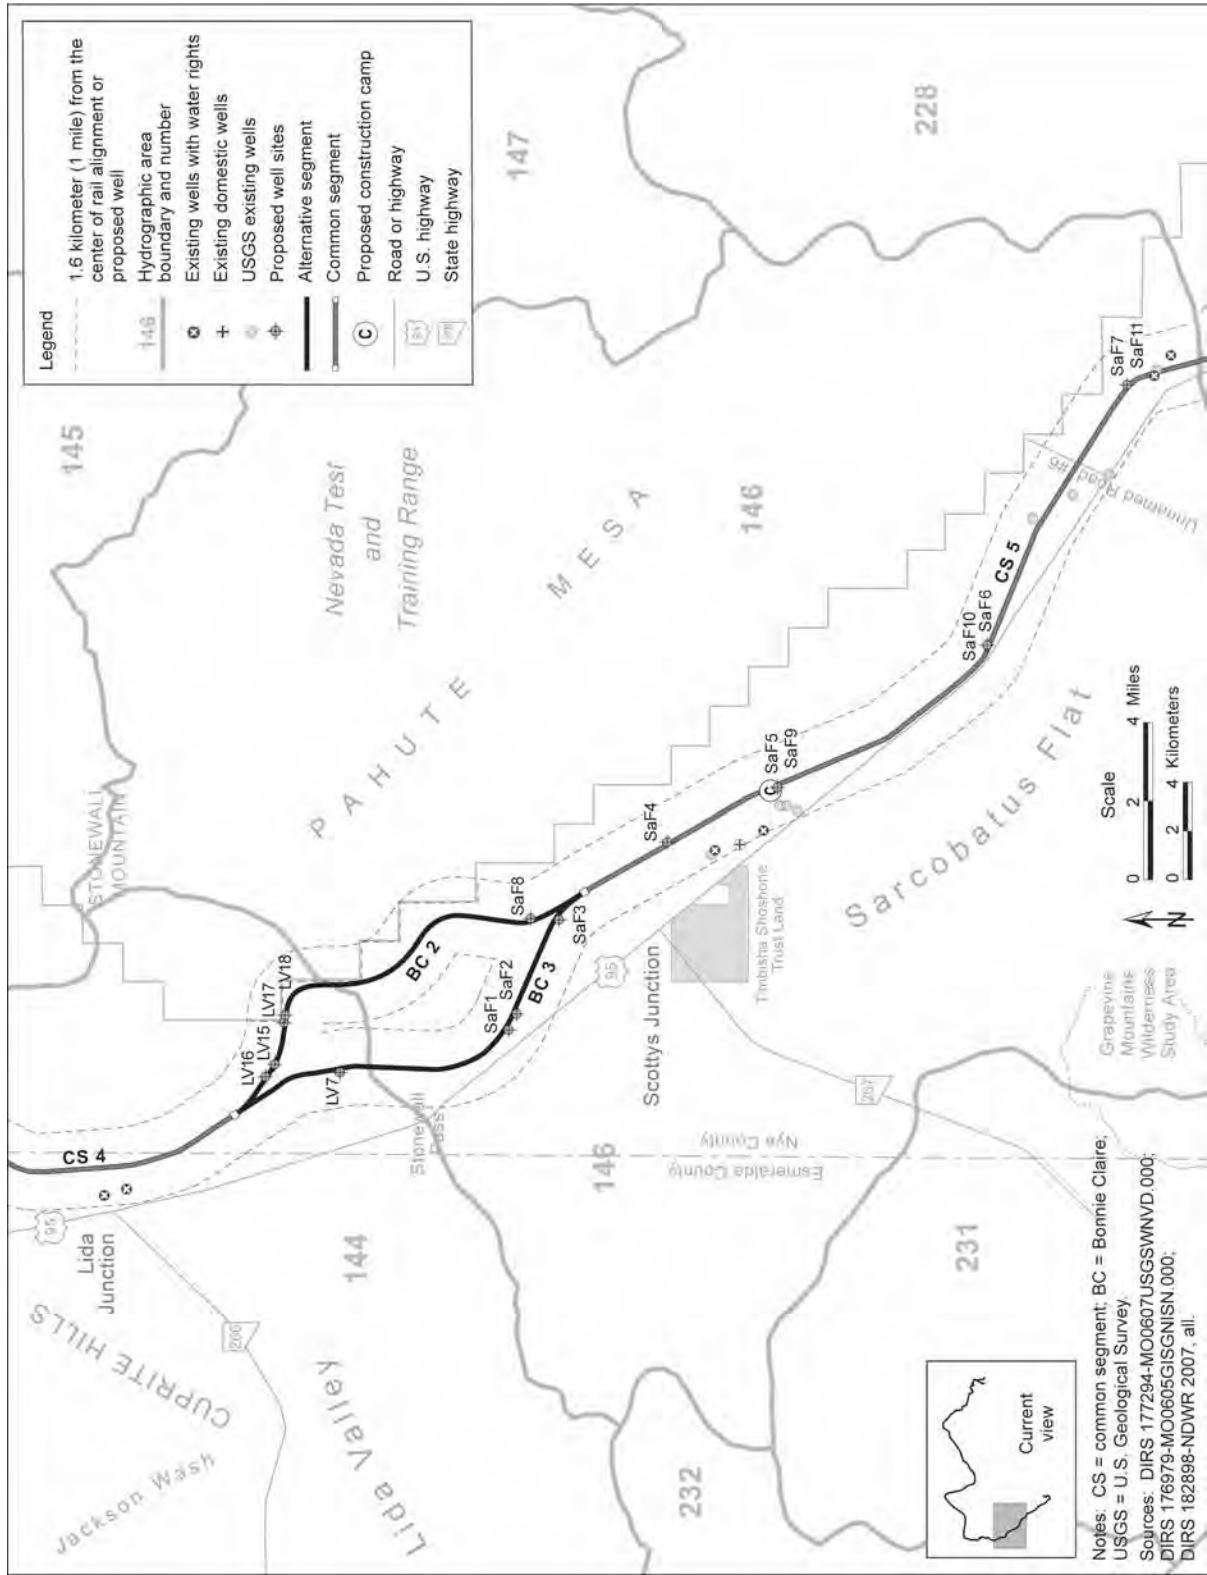 Legend
1.6 kilometer (1 mile) from the
center of rail alignment or
proposed well
146
Hydrographic area
boundary and number
Existing wells with water rights
Existing domestic wells
USGS existing wells
Proposed well sites
Alternative segment
Common segment
C
Proposed construction camp
Road or highway
U.S. highway
State highway
CUPRITE HILLS
Jackson Wash
Lida
Junction
95
266
CS 4
144
Lida Valley
232
LV16
LV15
LV17
LV18
LV7
STONEWALL
MOUNTAIN
145
147
228
Nevada Test
and
Training Range
PAHUTE
MESA
146
Stonewall
Pass
BC 2
BC 3
SaF1
SaF2
SaF8
SaF3
95
146
Esmeralda County
Nye County
Scottys Junction
Timbisha Shoshone
Trust Land
267
231
SaF4
C
SaF5
SaF9
SaF10
SaF6
CS 5
Unnamed Road #6
SaF7
SaF11
Sarcobatus Flat
Grapevine
Mountains
Wilderness
Study Area
Scale
0 2 4 Miles
0 2 4 Kilometers
N
Current
view
Notes: CS = common segment; BC = Bonnie Claire;
USGS = U.S. Geological Survey.
Sources: DIRS 177294-MO0607USGSWNVD.000;
DIRS 176979-MO0605GISGNISN.000;
DIRS 182898-NDWR 2007, all.